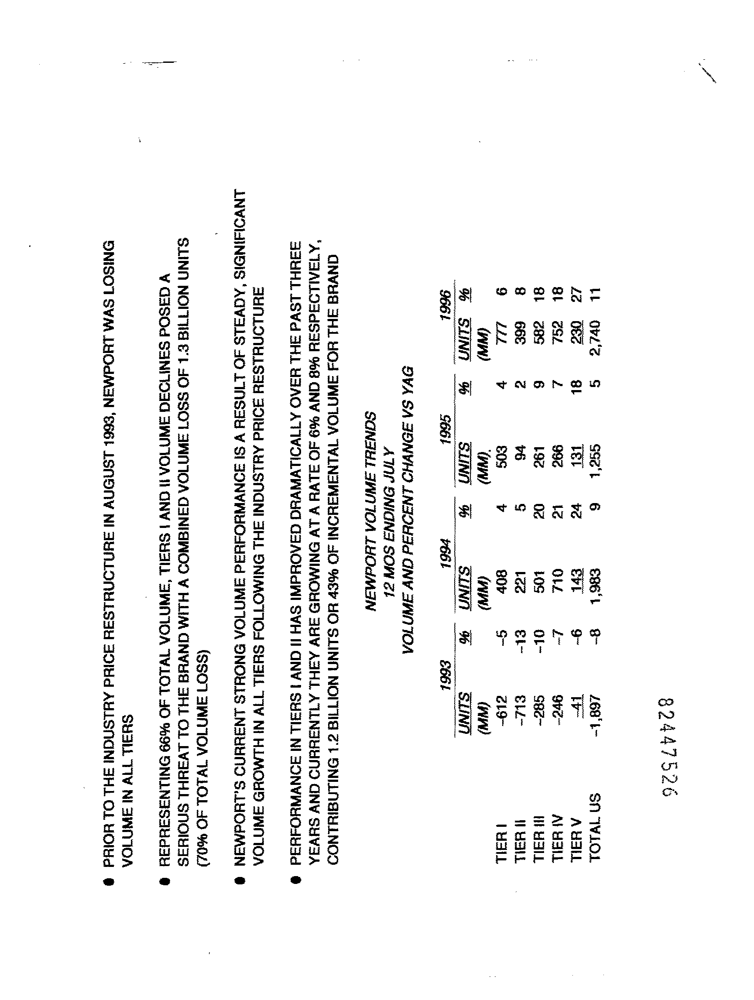 ● PRIOR TO THE INDUSTRY PRICE RESTRUCTURE IN AUGUST 1993, NEWPORT WAS LOSING
VOLUME IN ALL TIERS
● REPRESENTING 66% OF TOTAL VOLUME, TIERS I AND II VOLUME DECLINES POSED A
SERIOUS THREAT TO THE BRAND WITH A COMBINED VOLUME LOSS OF 1.3 BILLION UNITS
(70% OF TOTAL VOLUME LOSS)
● NEWPORT'S CURRENT STRONG VOLUME PERFORMANCE IS A RESULT OF STEADY, SIGNIFICANT
VOLUME GROWTH IN ALL TIERS FOLLOWING THE INDUSTRY PRICE RESTRUCTURE
● PERFORMANCE IN TIERS I AND II HAS IMPROVED DRAMATICALLY OVER THE PAST THREE
YEARS AND CURRENTLY THEY ARE GROWING AT A RATE OF 6% AND 8% RESPECTIVELY,
CONTRIBUTING 1.2 BILLION UNITS OR 43% OF INCREMENTAL VOLUME FOR THE BRAND
NEWPORT VOLUME TRENDS
12 MOS ENDING JULY
VOLUME AND PERCENT CHANGE VS YAG
1993 1994 1995 1996
UNITS % UNITS % UNITS % UNITS %
(MM) (MM) (MM) (MM)
TIER I -612 -5 408 4 503 4 777 6
TIER II -713 -13 221 5 94 2 399 8
TIER III -285 -10 501 20 261 9 582 18
TIER IV -246 -7 710 21 266 7 752 18
TIER V -41 -6 143 24 131 18 230 27
TOTAL US -1,897 -8 1,983 9 1,255 5 2,740 11
82447526